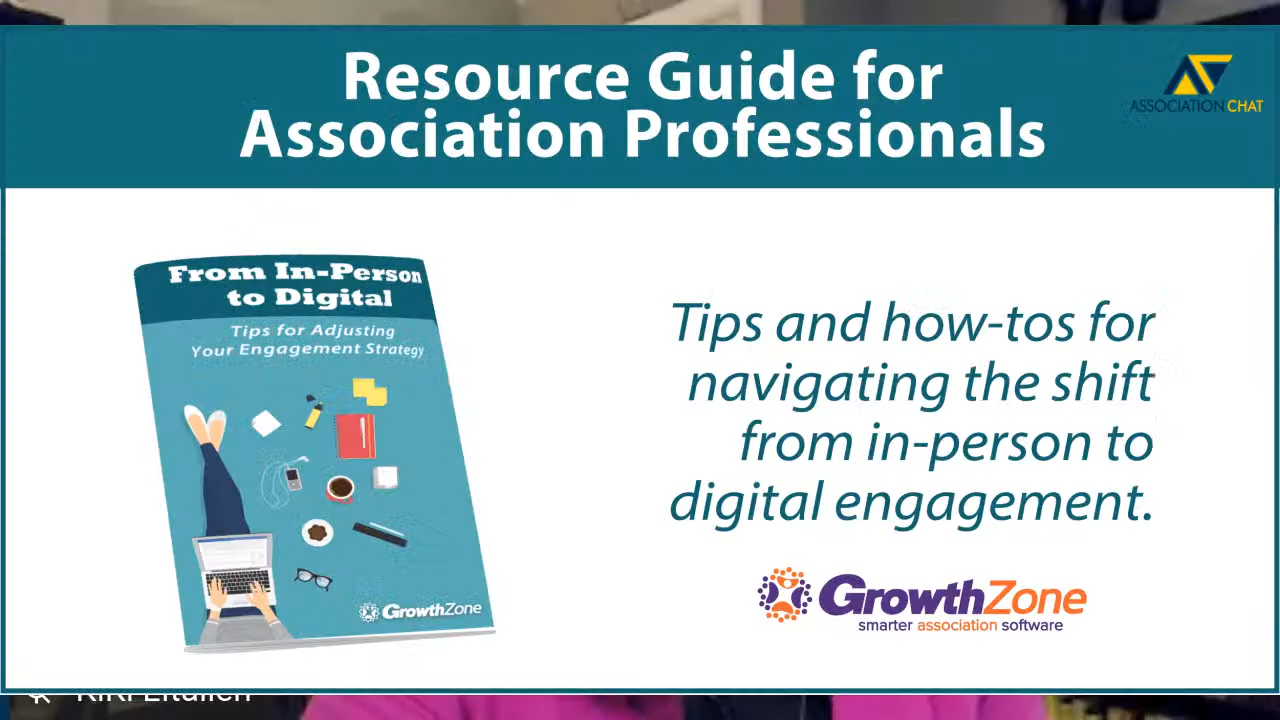 Resource Guide for
Association Professionals
ASSOCIATION CHAT
From In-Person
to Digital
Tips for Adjusting
Your Engagement Strategy
GrowthZone
Tips and how-tos for
navigating the shift
from in-person to
digital engagement.
GrowthZone
smarter association software